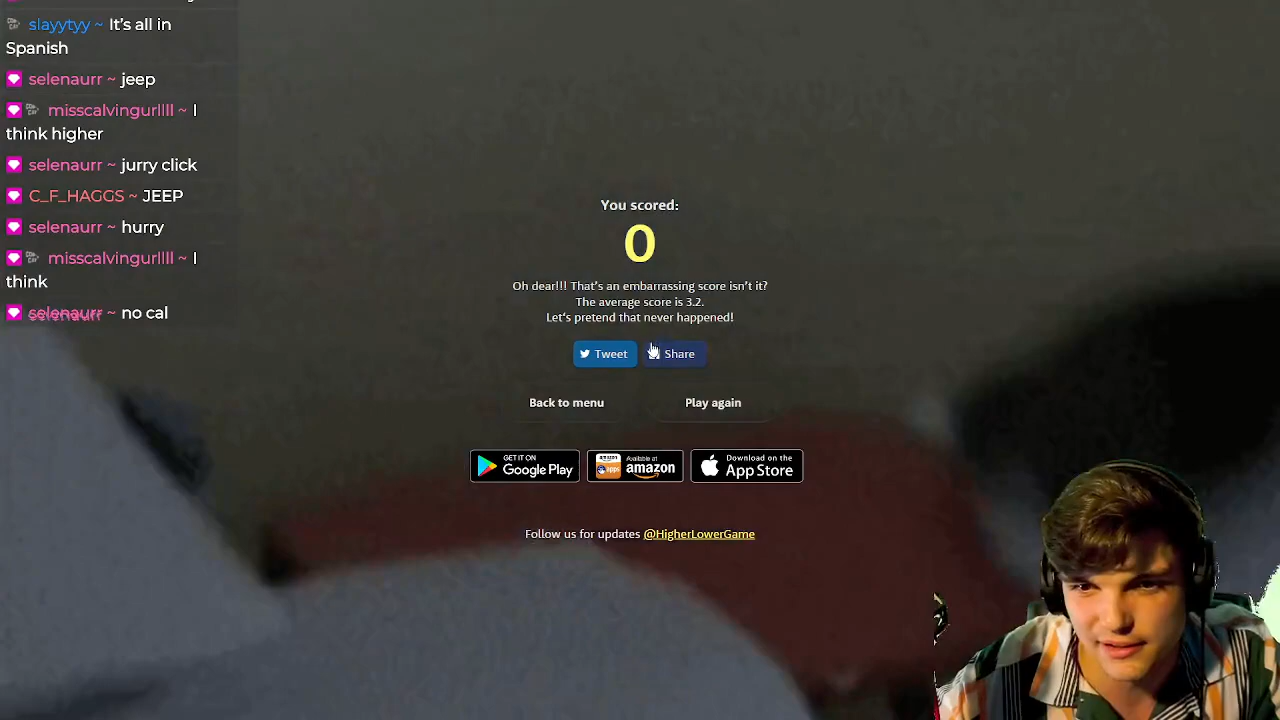 slayytyy ~ It's all in
Spanish
selenaurr ~ jeep
misscalvingurllll ~ I
think higher
selenaurr ~ jurry click
C_F_HAGGS ~ JEEP
selenaurr ~ hurry
misscalvingurllll ~ I
think
selenaurr ~ no cal
You scored:
0
Oh dear!!! That's an embarrassing score isn't it?
The average score is 3.2.
Let's pretend that never happened!
Tweet
Share
Back to menu
Play again
GET IT ON
Google Play
amazon
apps
Available at
amazon
Download on the
App Store
Follow us for updates @HigherLowerGame